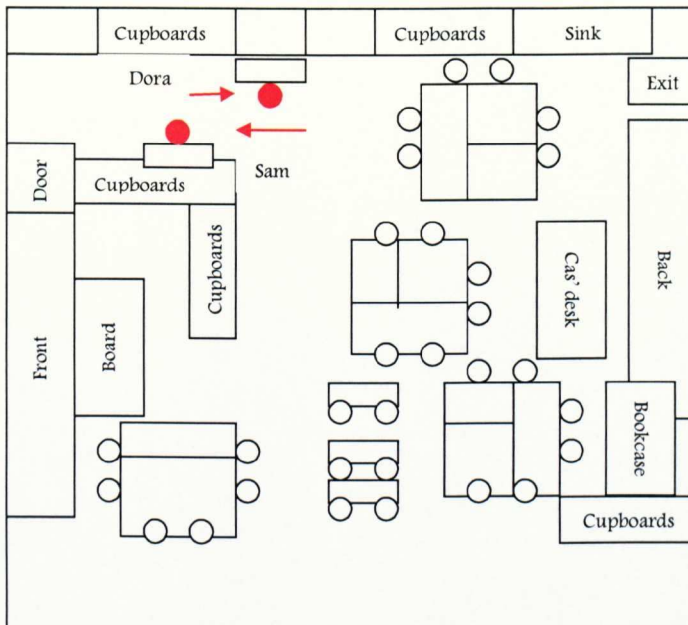 Cupboards
Cupboards
Sink
Dora
Exit
Door
Cupboards
Sam
Cupboards
Cas' desk
Back
Front
Board
Bookcase
Cupboards